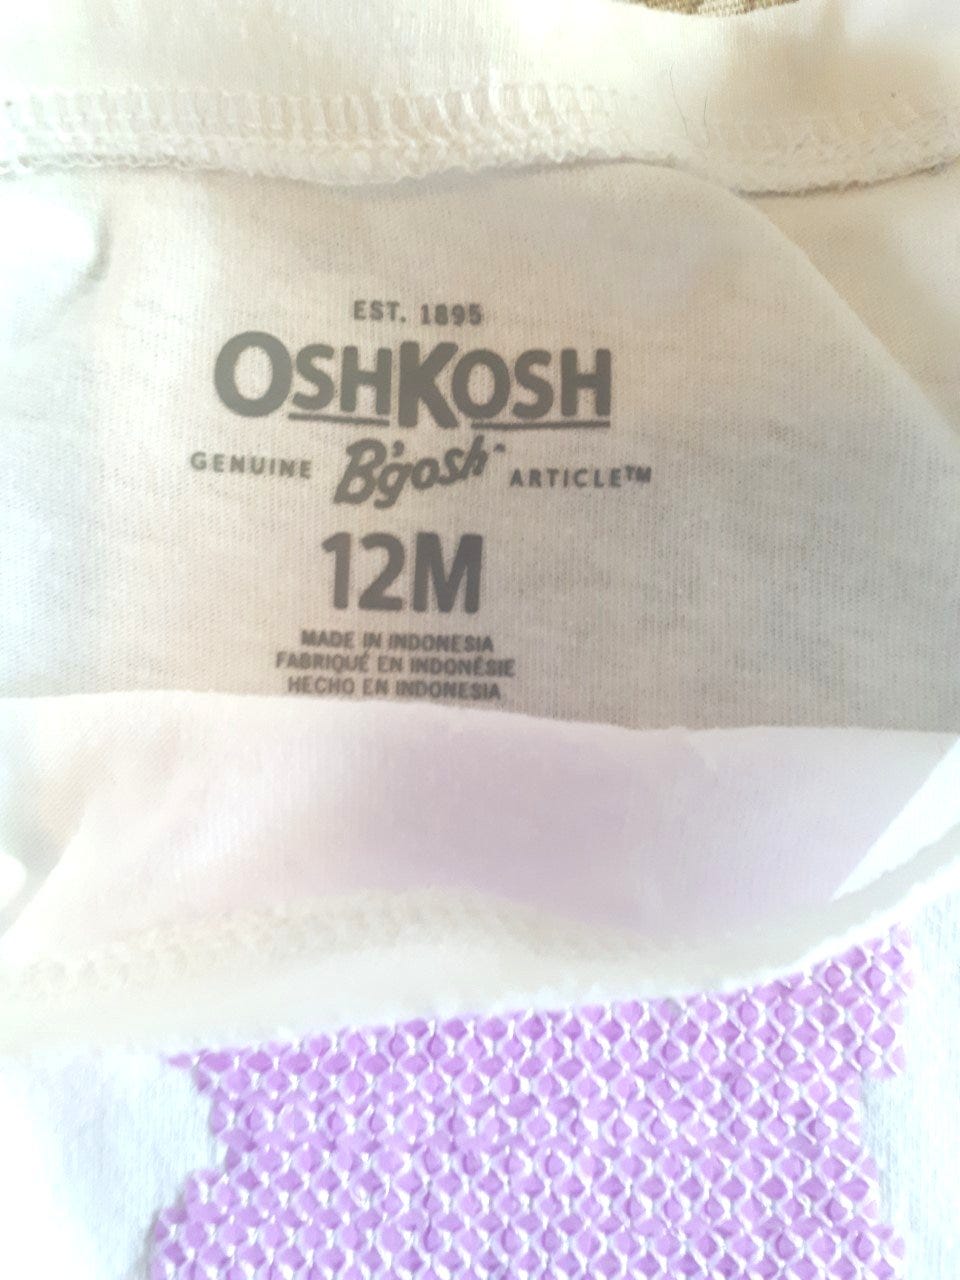 EST. 1895
OSHKOSH
GENUINE B'gosh ARTICLE™
12M
MADE IN INDONESIA
FABRIQUÉ EN INDONÉSIE
HECHO EN INDONESIA